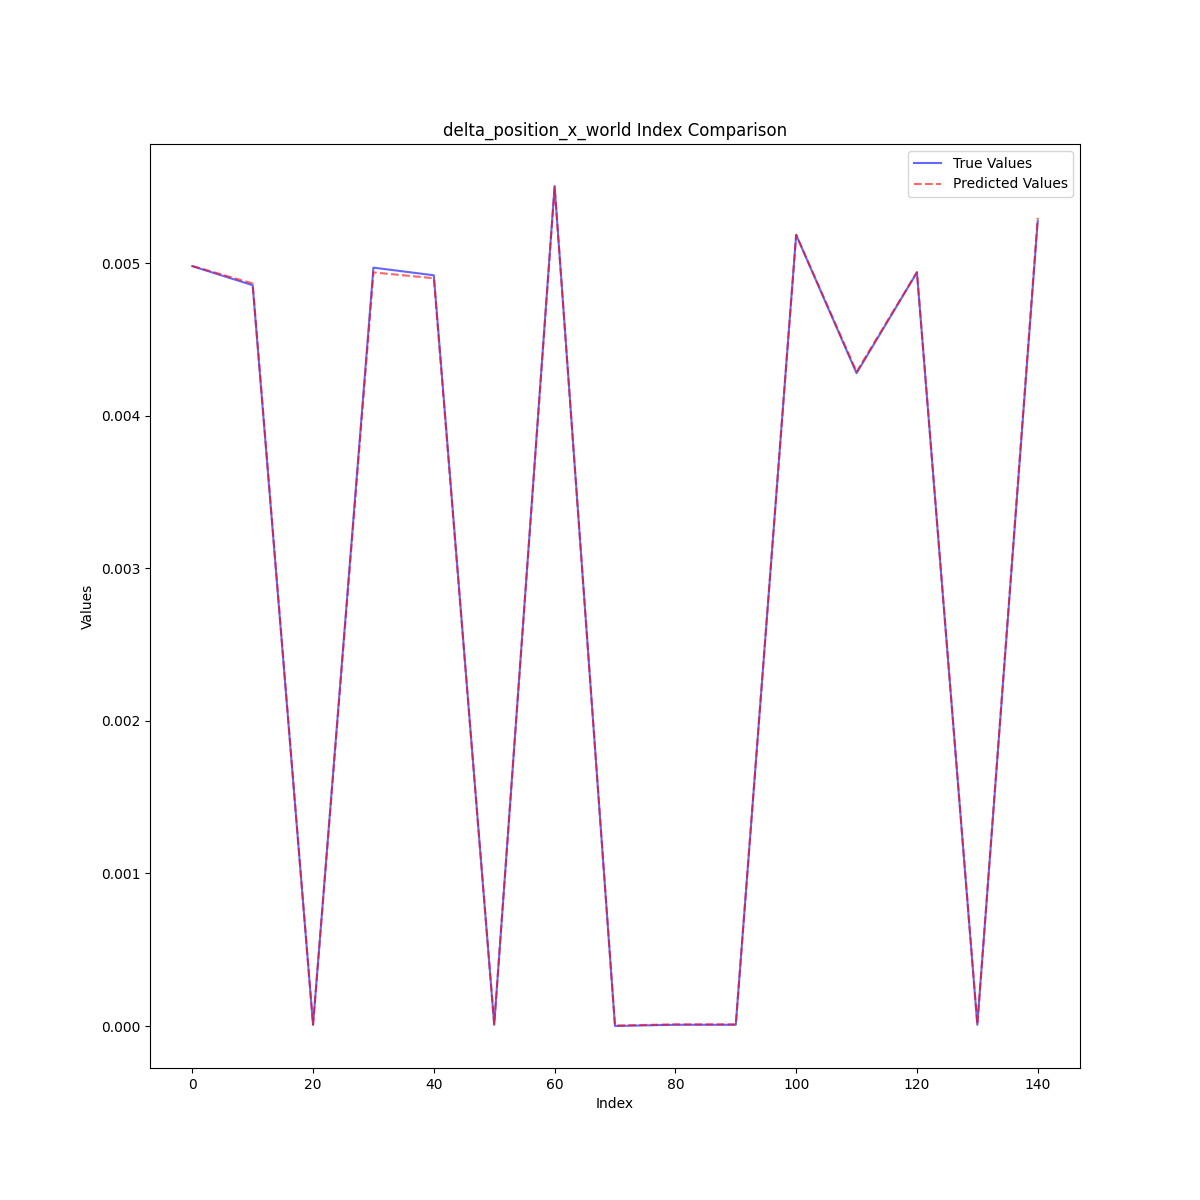 delta_position_x_world Index Comparison
True Values
Predicted Values
0.005
0.004
0.003
0.002
0.001
0.000
Values
0 20 40 60 80 100 120 140
Index